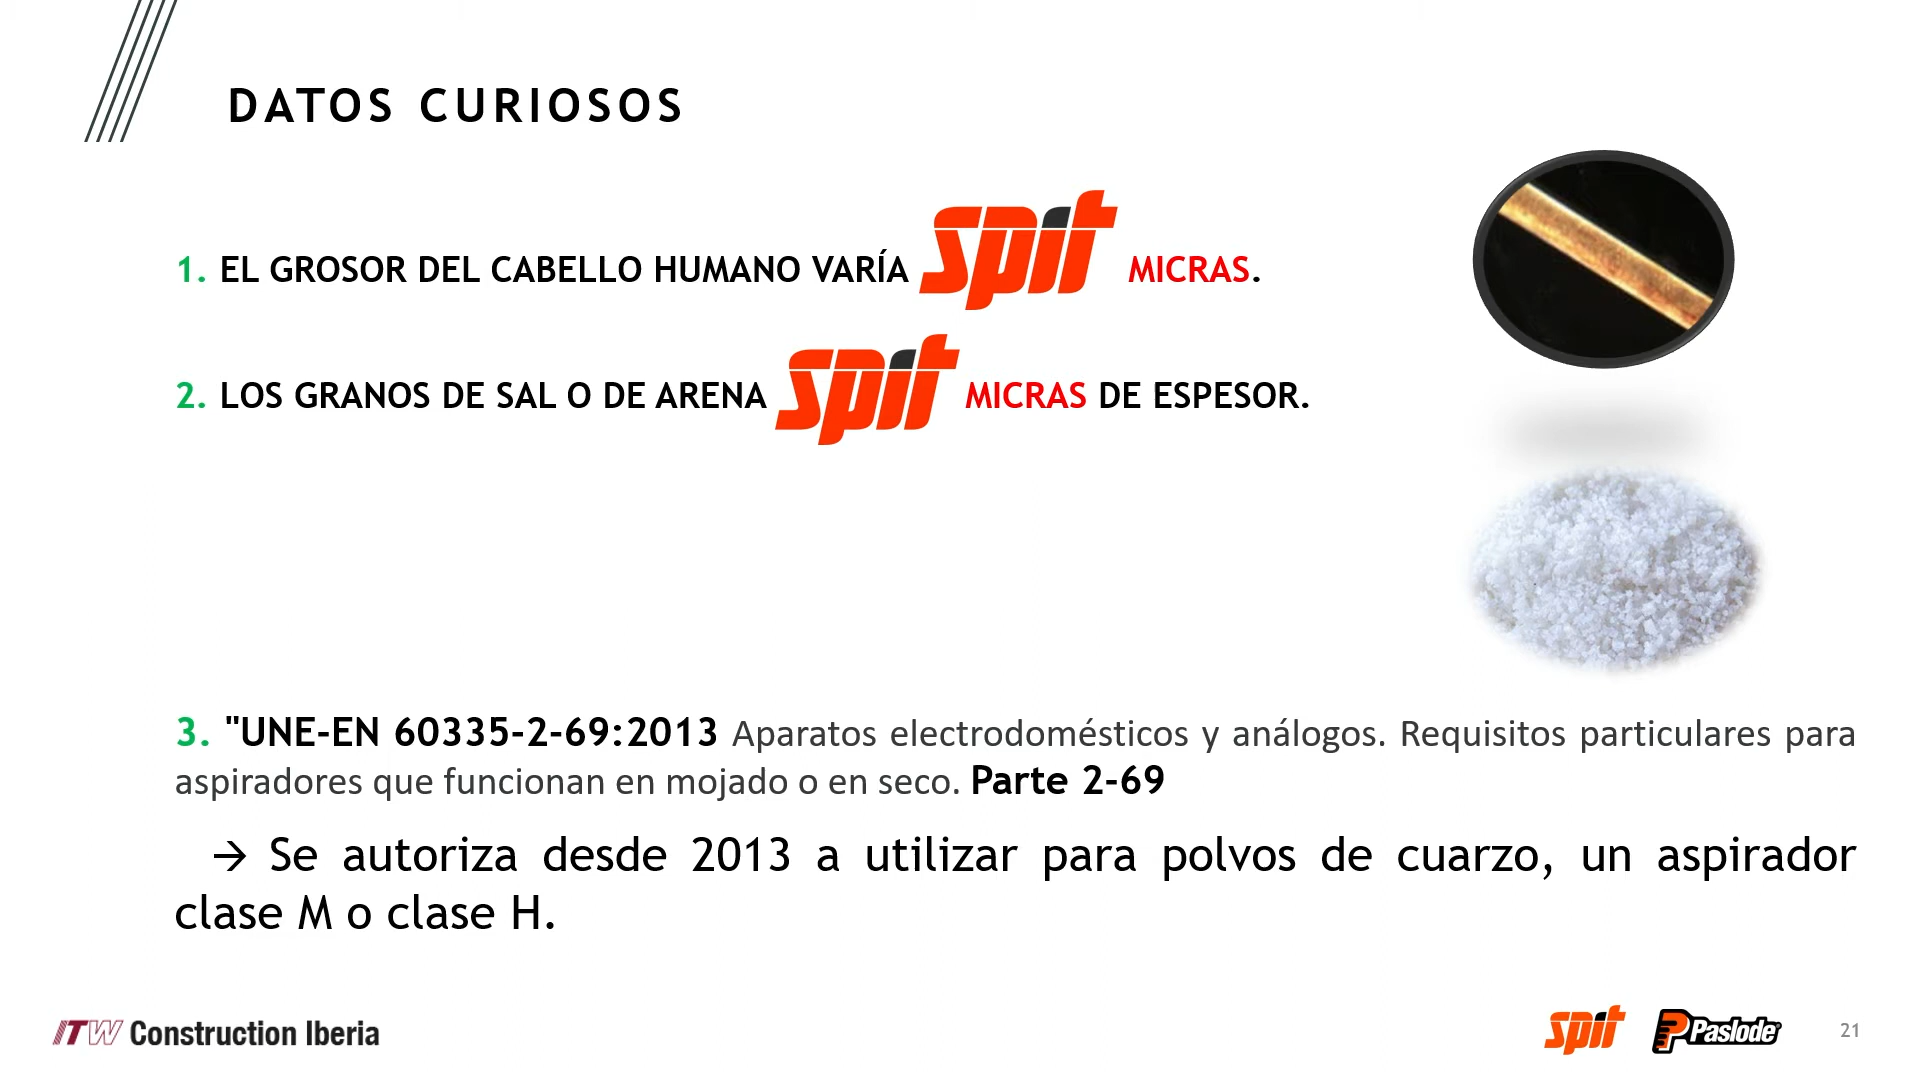 DATOS CURIOSOS
1. EL GROSOR DEL CABELLO HUMANO VARÍA spit MICRAS.
2. LOS GRANOS DE SAL O DE ARENA spit MICRAS DE ESPESOR.
3. "UNE-EN 60335-2-69:2013 Aparatos electrodomésticos y análogos. Requisitos particulares para
aspiradores que funcionan en mojado o en seco. Parte 2-69
→ Se autoriza desde 2013 a utilizar para polvos de cuarzo, un aspirador
clase M o clase H.
ITW Construction Iberia
spit Paslode 21